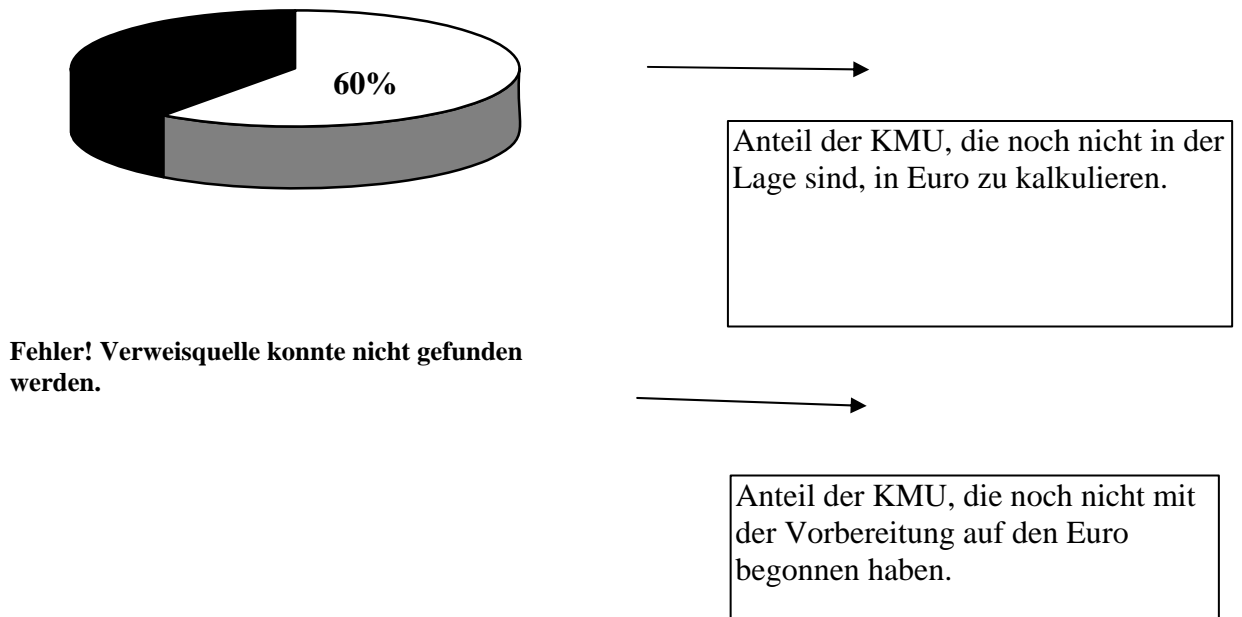 60%
Anteil der KMU, die noch nicht in der
Lage sind, in Euro zu kalkulieren.
Fehler! Verweisquelle konnte nicht gefunden
werden.
Anteil der KMU, die noch nicht mit
der Vorbereitung auf den Euro
begonnen haben.